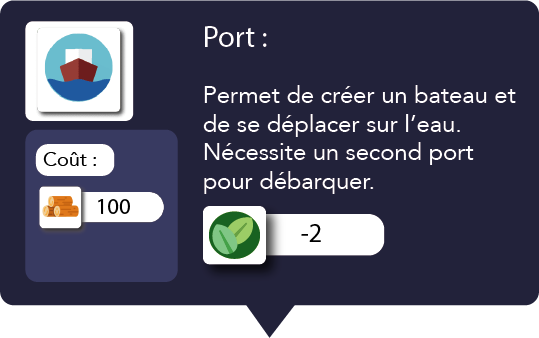 Port :
Permet de créer un bateau et
de se déplacer sur l'eau.
Nécessite un second port
pour débarquer.
Coût :
100
-2